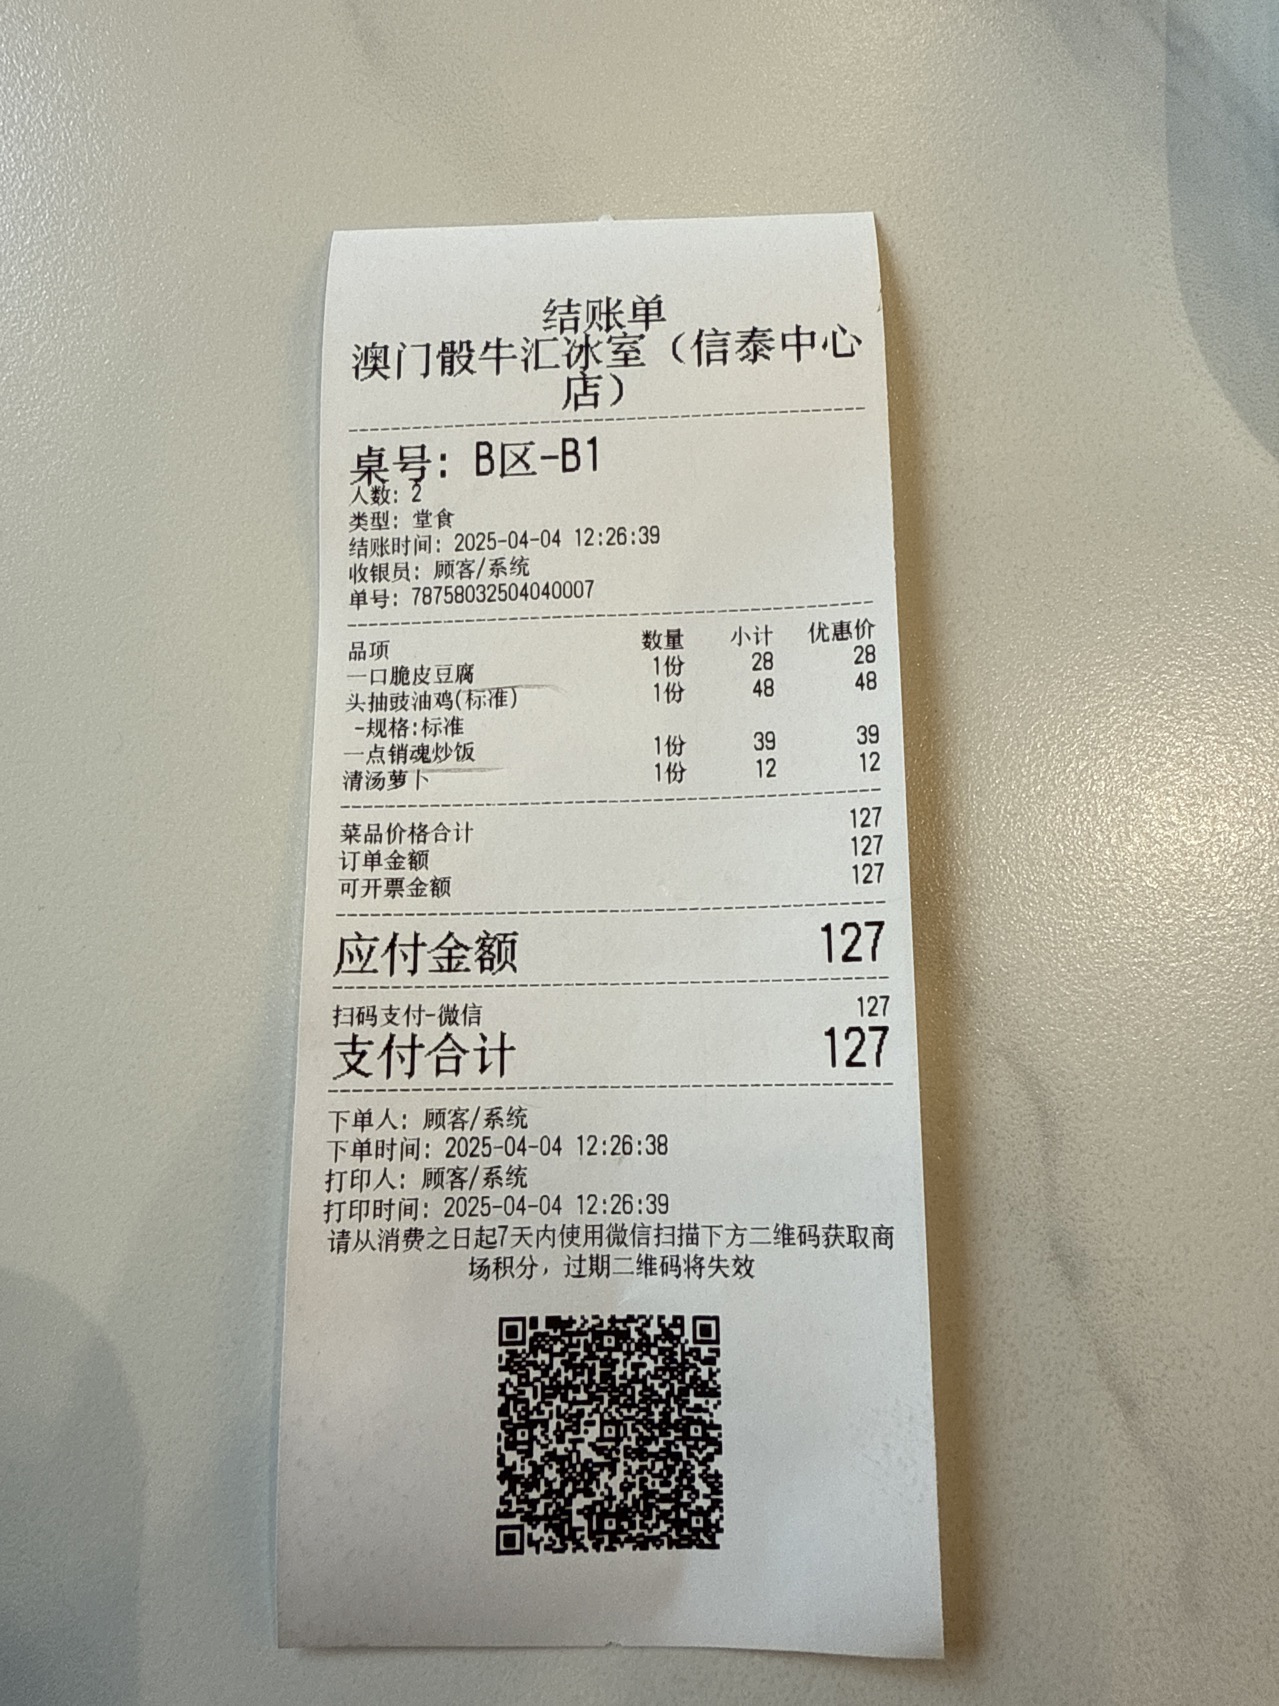 结账单
澳门骰牛汇冰室（信泰中心
店）
桌号: B区-B1
人数: 2
类型: 堂食
结账时间: 2025-04-04 12:26:39
收银员: 顾客/系统
单号: 78758032504040007
品项 数量 小计 优惠价
一口脆皮豆腐 1份 28 28
头抽豉油鸡(标准) 1份 48 48
-规格:标准
一点销魂炒饭 1份 39 39
清汤萝卜 1份 12 12
菜品价格合计 127
订单金额 127
可开票金额 127
应付金额 127
扫码支付-微信 127
支付合计 127
下单人: 顾客/系统
下单时间: 2025-04-04 12:26:38
打印人: 顾客/系统
打印时间: 2025-04-04 12:26:39
请从消费之日起7天内使用微信扫描下方二维码获取商
场积分，过期二维码将失效